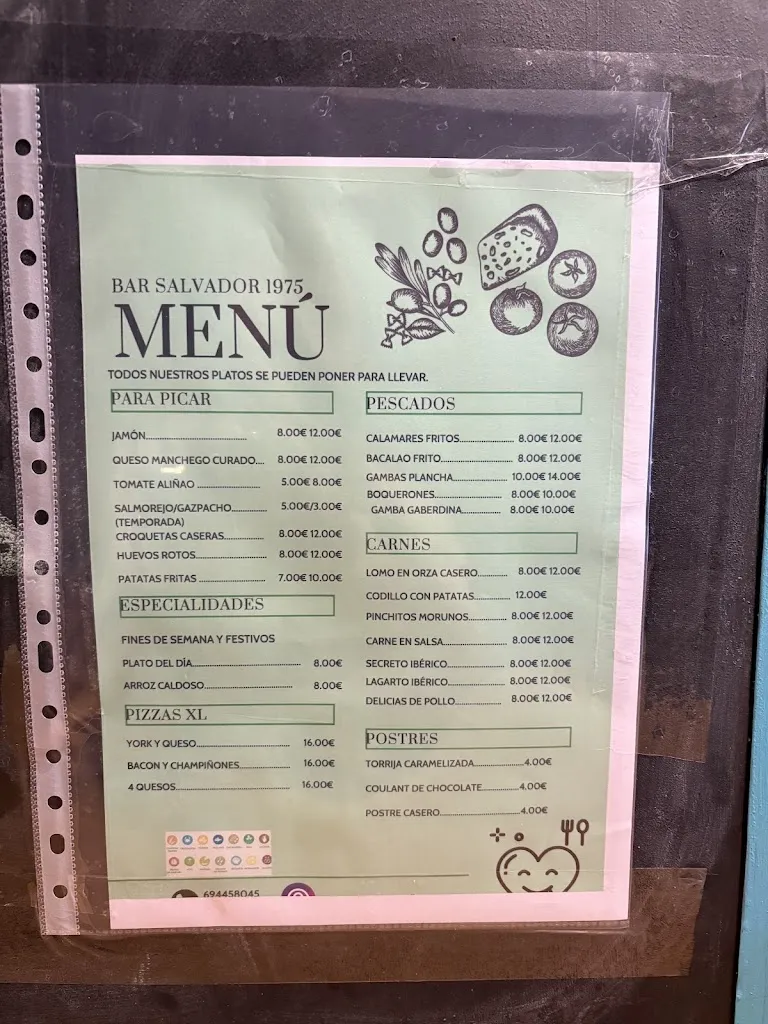 BAR SALVADOR 1975
MENÚ
TODOS NUESTROS PLATOS SE PUEDEN PONER PARA LLEVAR.
PARA PICAR
JAMÓN 8.00€ 12.00€
QUESO MANCHEGO CURADO.... 8.00€ 12.00€
TOMATE ALIÑAO 5.00€ 8.00€
SALMOREJO/GAZPACHO 5.00€/3.00€
(TEMPORADA)
CROQUETAS CASERAS 8.00€ 12.00€
HUEVOS ROTOS 8.00€ 12.00€
PATATAS FRITAS 7.00€ 10.00€
ESPECIALIDADES
FINES DE SEMANA Y FESTIVOS
PLATO DEL DÍA 8.00€
ARROZ CALDOSO 8.00€
PIZZAS XL
YORK Y QUESO 16.00€
BACON Y CHAMPIÑONES 16.00€
4 QUESOS 16.00€
PESCADOS
CALAMARES FRITOS 8.00€ 12.00€
BACALAO FRITO 8.00€ 12.00€
GAMBAS PLANCHA 10.00€ 14.00€
BOQUERONES 8.00€ 10.00€
GAMBA GABERDINA 8.00€ 10.00€
CARNES
LOMO EN ORZA CASERO 8.00€ 12.00€
CODILLO CON PATATAS 12.00€
PINCHITOS MORUNOS 8.00€ 12.00€
CARNE EN SALSA 8.00€ 12.00€
SECRETO IBÉRICO 8.00€ 12.00€
LAGARTO IBÉRICO 8.00€ 12.00€
DELICIAS DE POLLO 8.00€ 12.00€
POSTRES
TORRIJA CARAMELIZADA 4.00€
COULANT DE CHOCOLATE 4.00€
POSTRE CASERO 4.00€
694458045